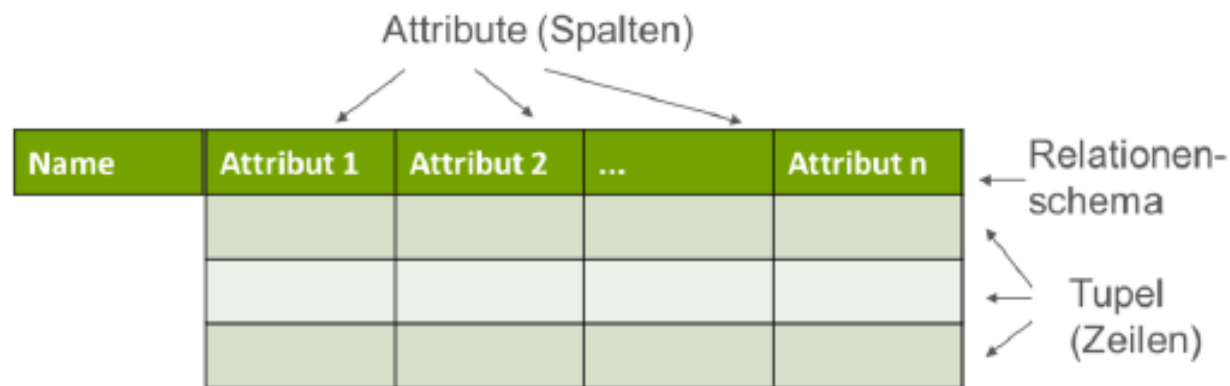 Attribute (Spalten)
Name Attribut 1 Attribut 2 ... Attribut n
Relationen-
schema
Tupel
(Zeilen)